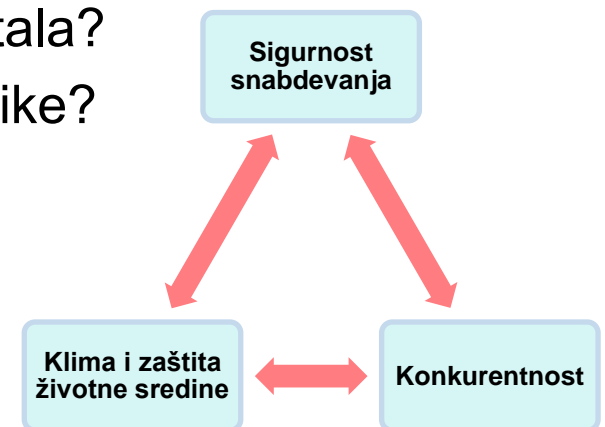 tala?
ike?
Sigurnost
snabdevanja
Klima i zaštita
životne sredine
Konkurentnost